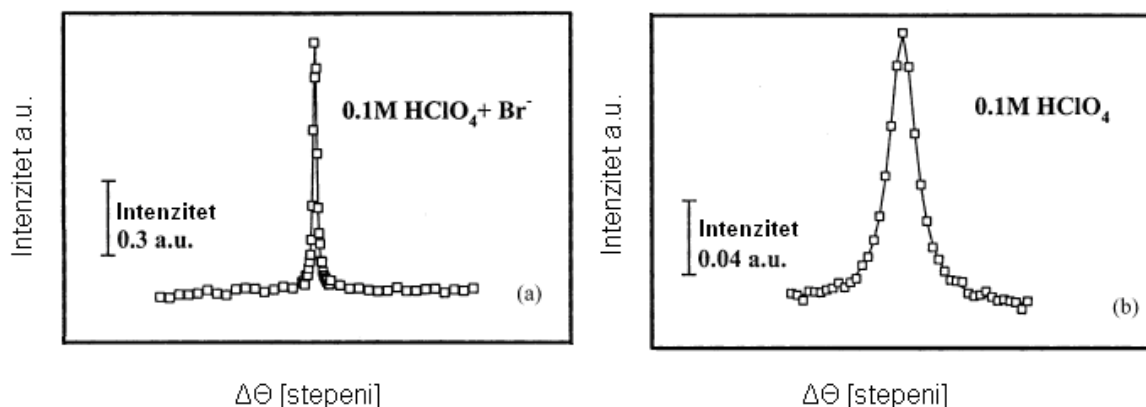 Intenzitet a.u.
0.1M HClO₄+ Br⁻
Intenzitet
0.3 a.u.
(a)
ΔΘ [stepeni]
Intenzitet a.u.
0.1M HClO₄
Intenzitet
0.04 a.u.
(b)
ΔΘ [stepeni]